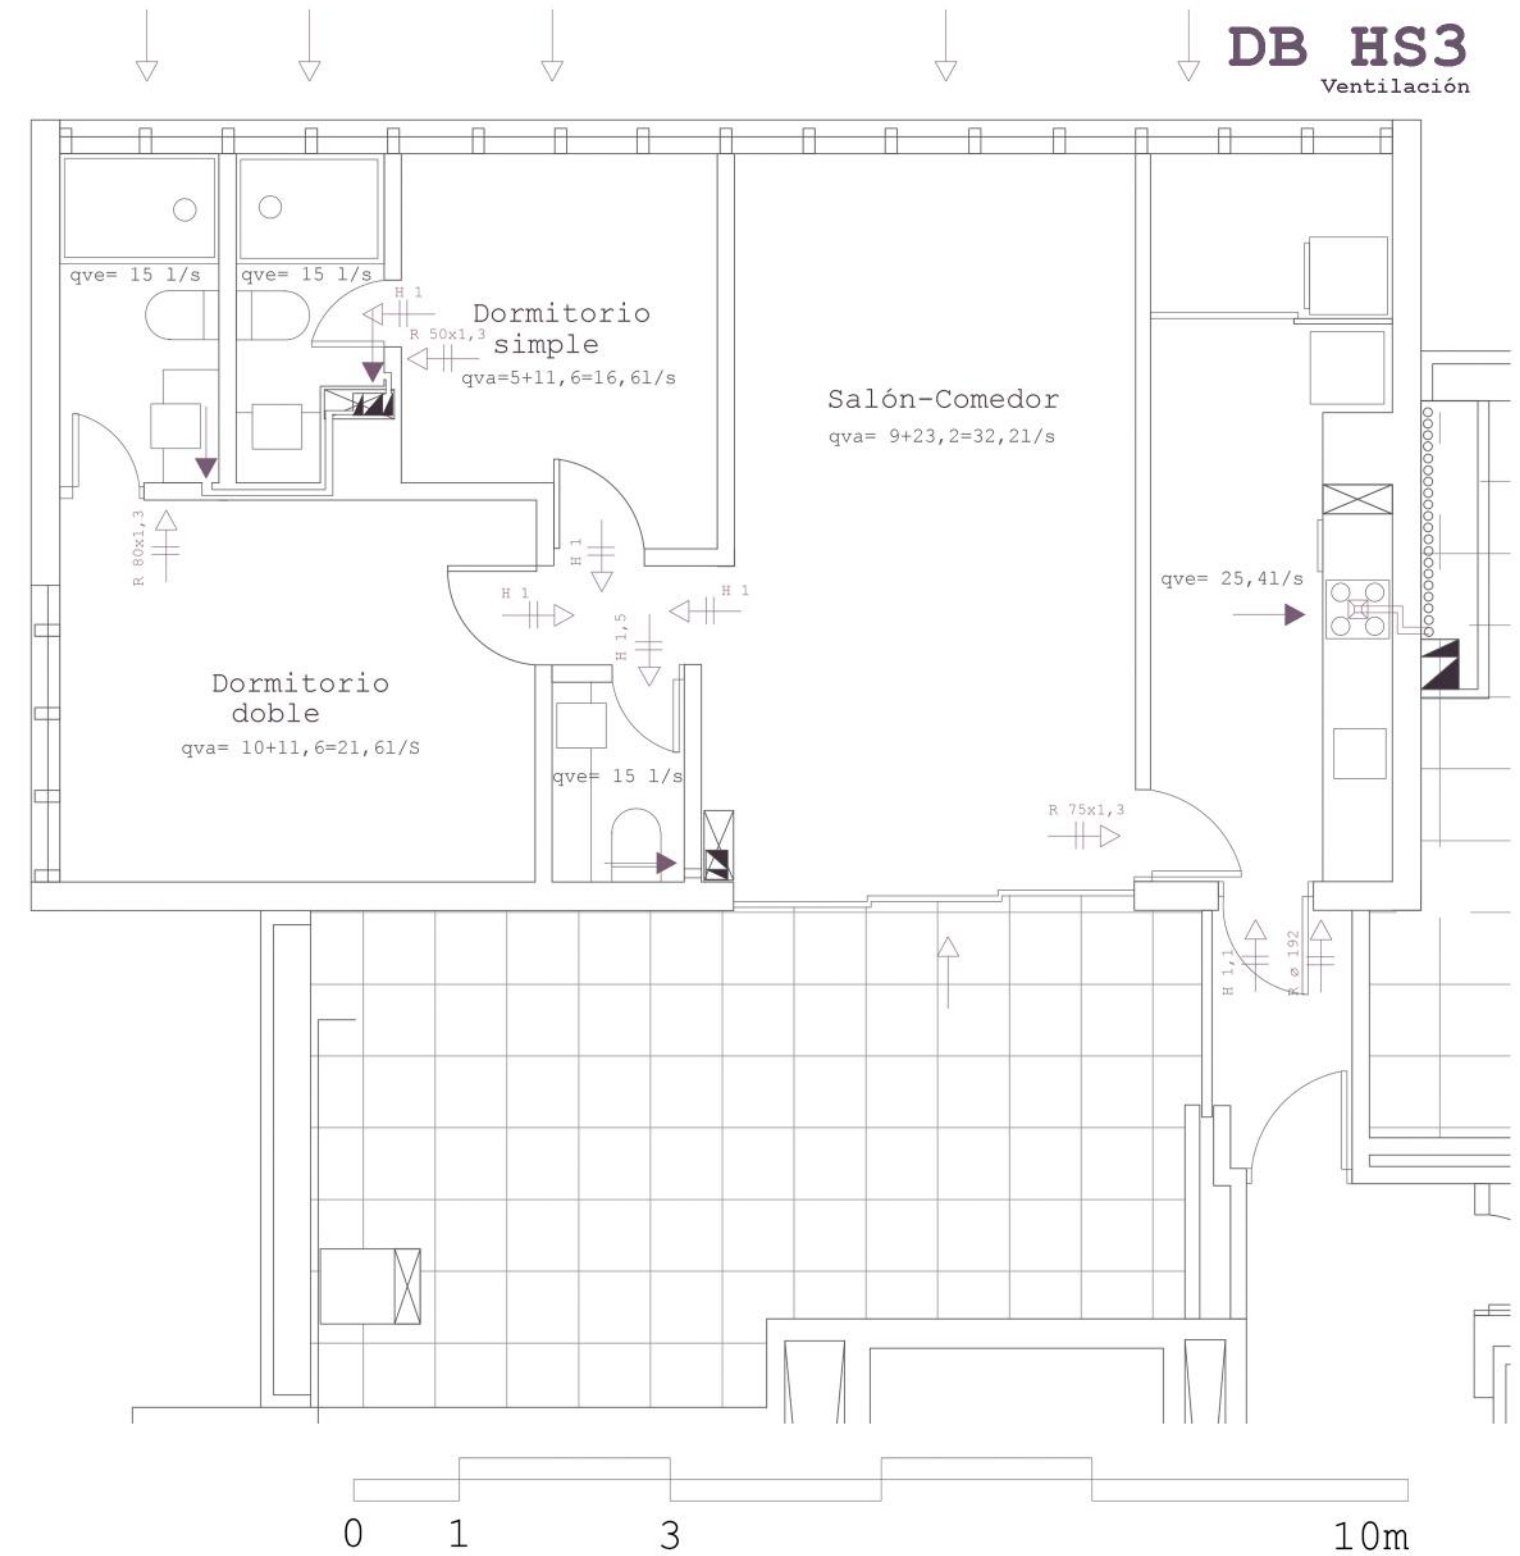 DB HS3
Ventilación
qve= 15 l/s
qve= 15 l/s
H 1
R 50x1,3
Dormitorio
simple
qva=5+11,6=16,6l/s
Salón-Comedor
qva= 9+23,2=32,2l/s
R 80x1,3
H 1
H 1
H 1
H 1,5
qve= 25,4l/s
Dormitorio
doble
qva= 10+11,6=21,6l/S
qve= 15 l/s
R 75x1,3
H 1,1
R ⌀ 192
0
1
3
10m